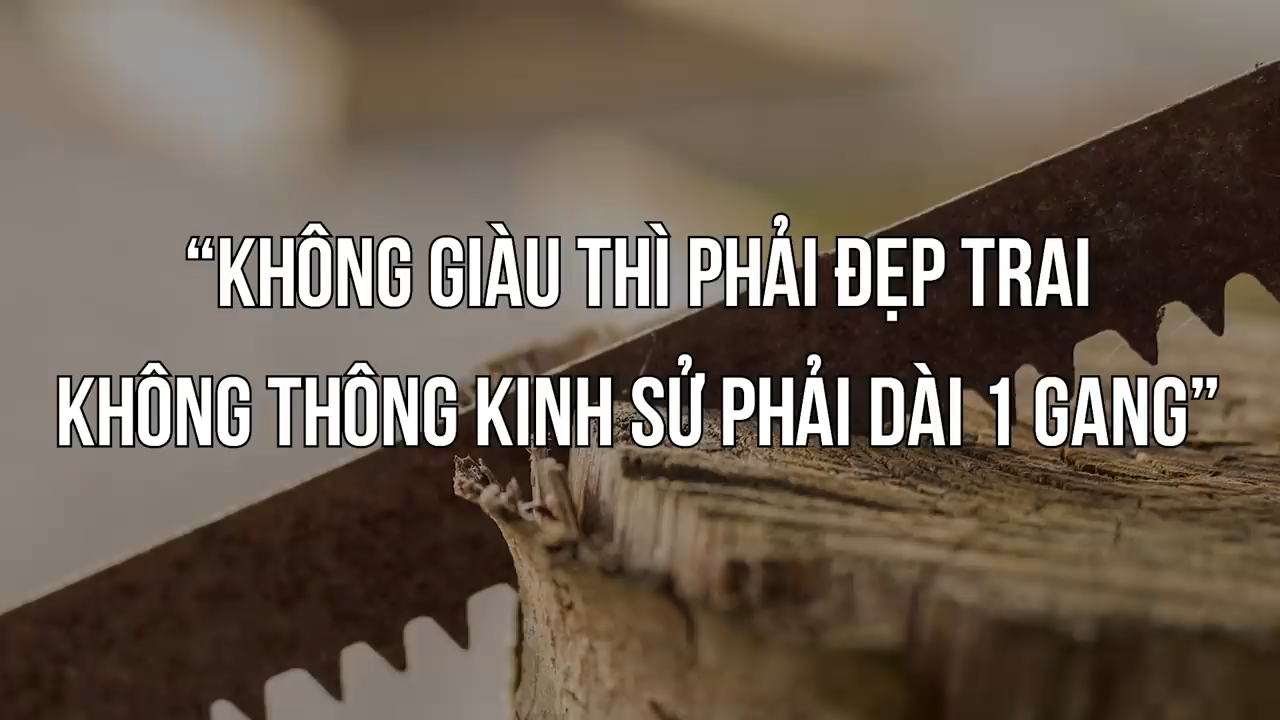 “KHÔNG GIÀU THÌ PHẢI ĐẸP TRAI
KHÔNG THÔNG KINH SỬ PHẢI DÀI 1 GANG”